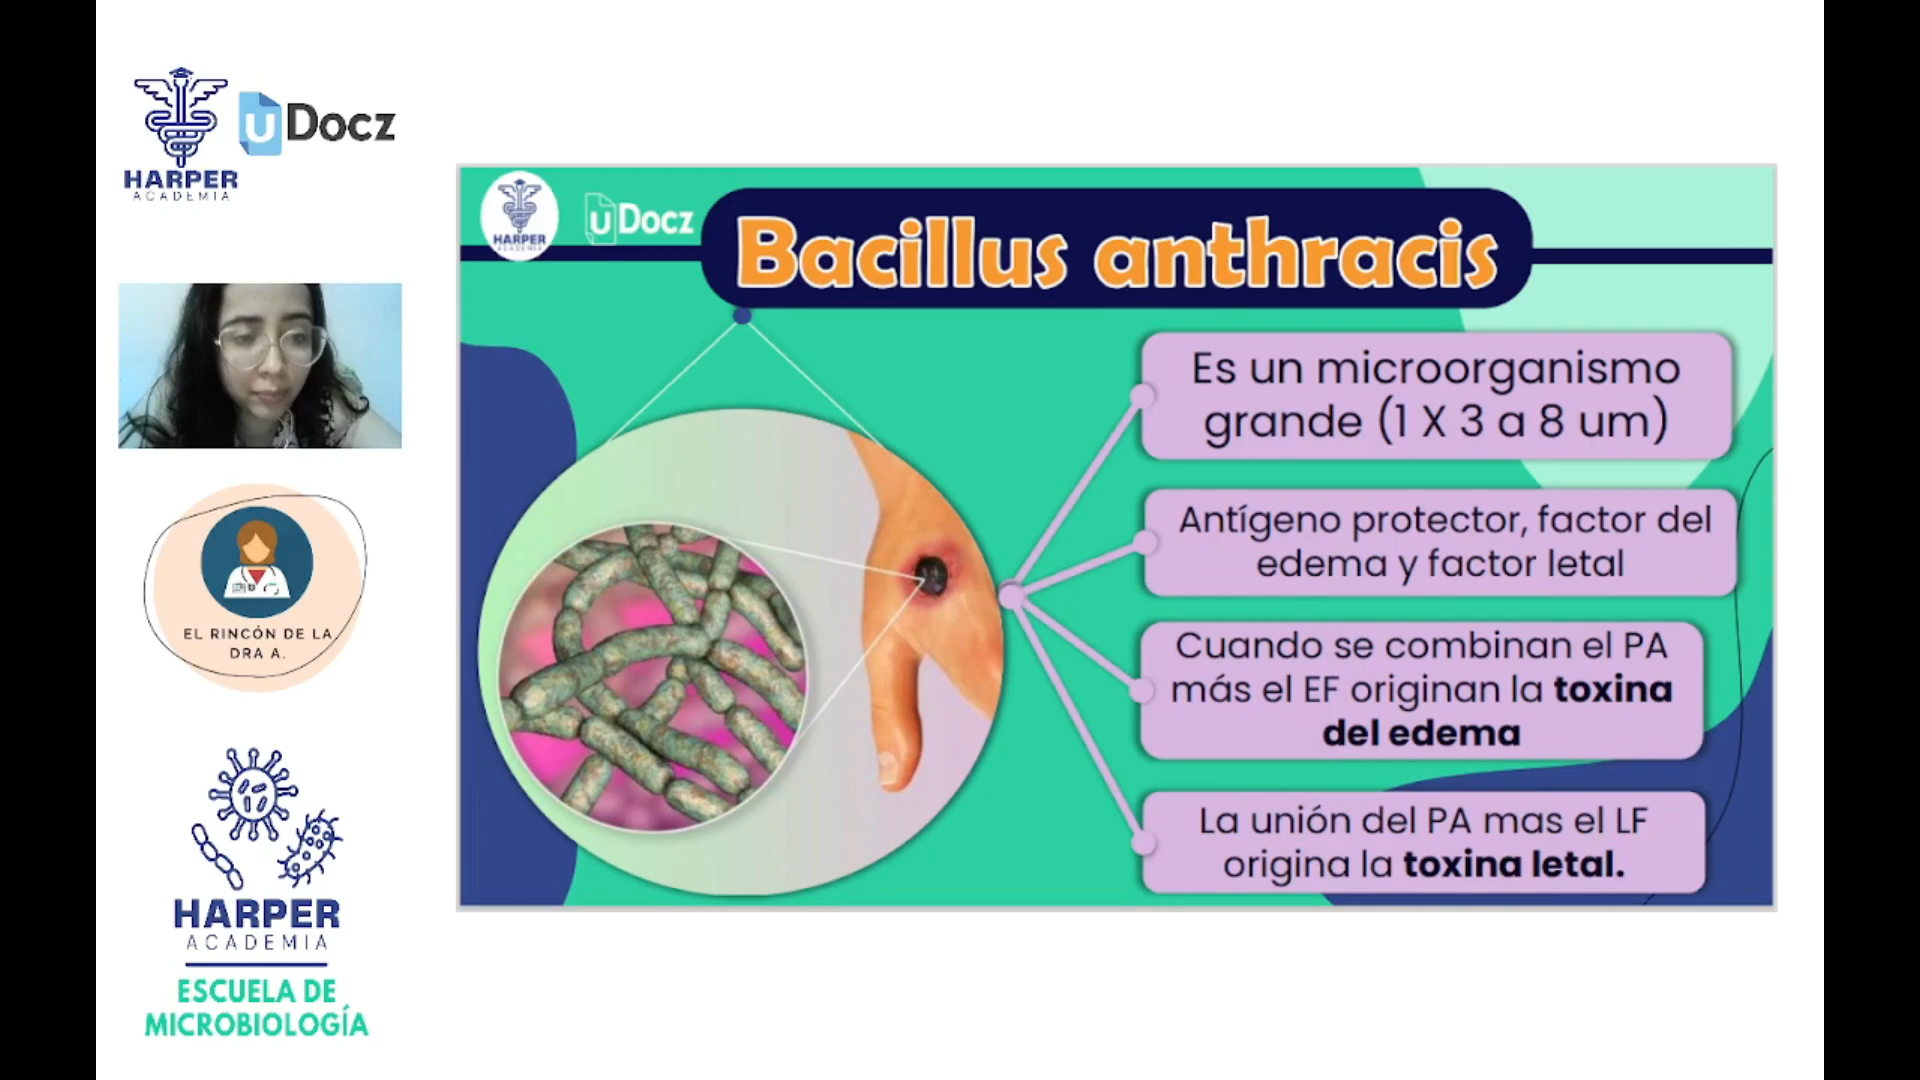 HARPER
ACADEMIA
uDocz
EL RINCÓN DE LA
DRA A.
HARPER
ACADEMIA
ESCUELA DE
MICROBIOLOGÍA
HARPER
ACADEMIA
uDocz
Bacillus anthracis
Es un microorganismo
grande (1 X 3 a 8 um)
Antígeno protector, factor del
edema y factor letal
Cuando se combinan el PA
más el EF originan la toxina
del edema
La unión del PA mas el LF
origina la toxina letal.